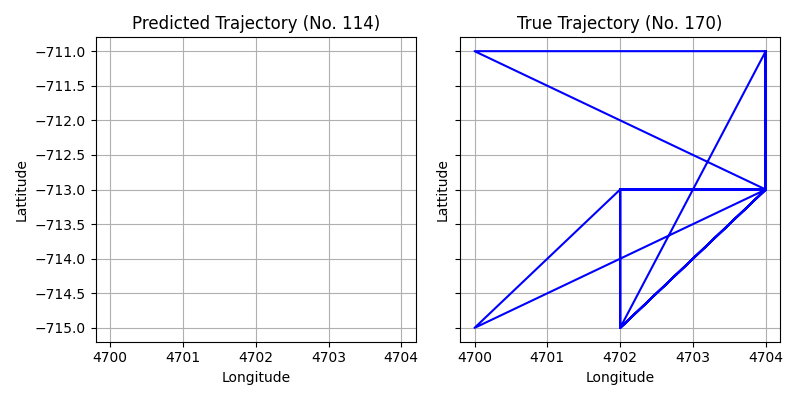 Predicted Trajectory (No. 114)
True Trajectory (No. 170)
−711.0
−711.5
−712.0
−712.5
−713.0
−713.5
−714.0
−714.5
−715.0
Lattitude
Lattitude
4700 4701 4702 4703 4704
4700 4701 4702 4703 4704
Longitude
Longitude